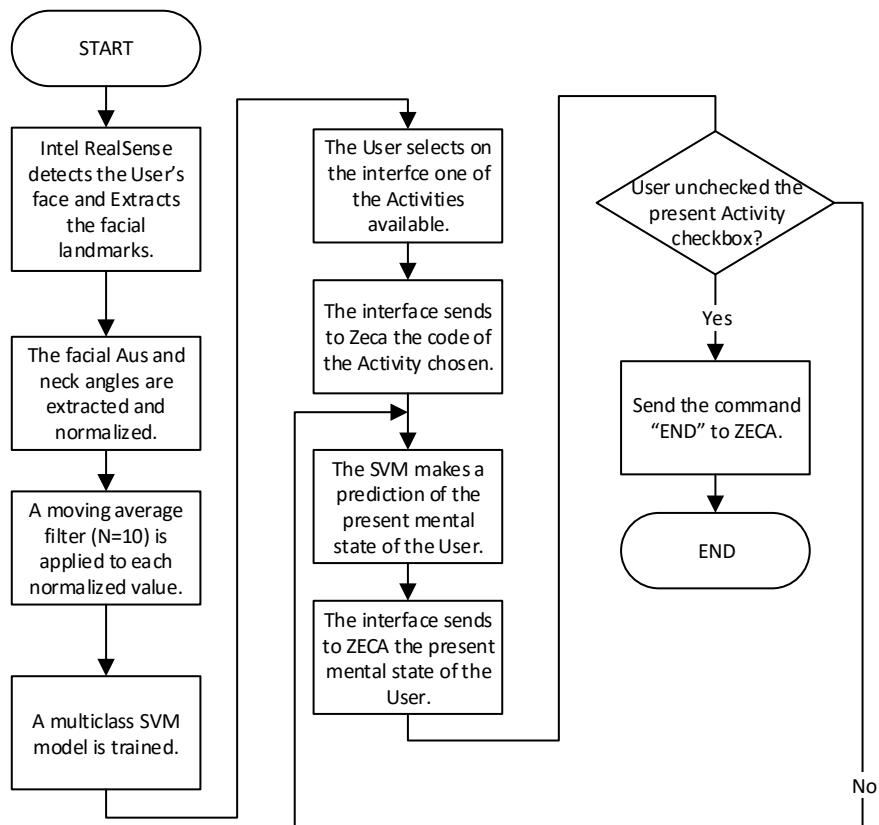 START
Intel RealSense
detects the User’s
face and Extracts
the facial
landmarks.
The facial Aus and
neck angles are
extracted and
normalized.
A moving average
filter (N=10) is
applied to each
normalized value.
A multiclass SVM
model is trained.
The User selects on
the interfce one of
the Activities
available.
The interface sends
to Zeca the code of
the Activity chosen.
The SVM makes a
prediction of the
present mental
state of the User.
The interface sends
to ZECA the present
mental state of the
User.
User unchecked the
present Activity
checkbox?
Yes
Send the command
“END” to ZECA.
END
No